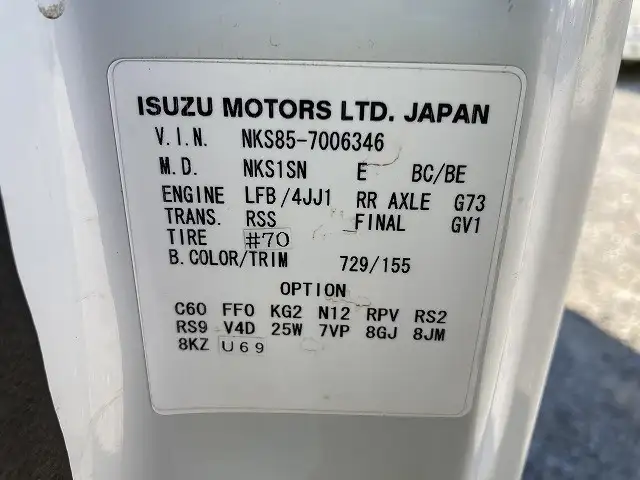 ISUZU MOTORS LTD. JAPAN
V.I.N. NKS85-7006346
M.D. NKS1SN E BC/BE
ENGINE LFB/4JJ1 RR AXLE G73
TRANS. RSS FINAL GV1
TIRE #70
B.COLOR/TRIM 729/155
OPTION
C60 FF0 KG2 N12 RPV RS2
RS9 V4D 25W 7VP 8GJ 8JM
8KZ U69